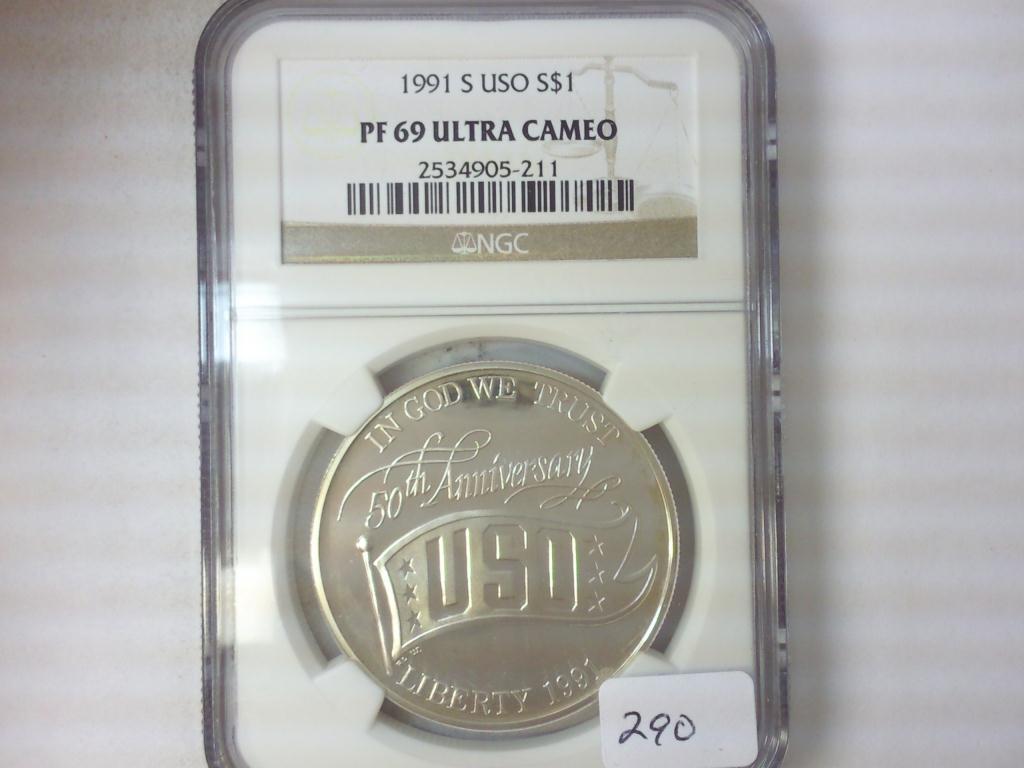 1991 S USO S$1
PF 69 ULTRA CAMEO
2534905-211
NGC
IN GOD WE TRUST
50th Anniversary
USO
LIBERTY 1991
290